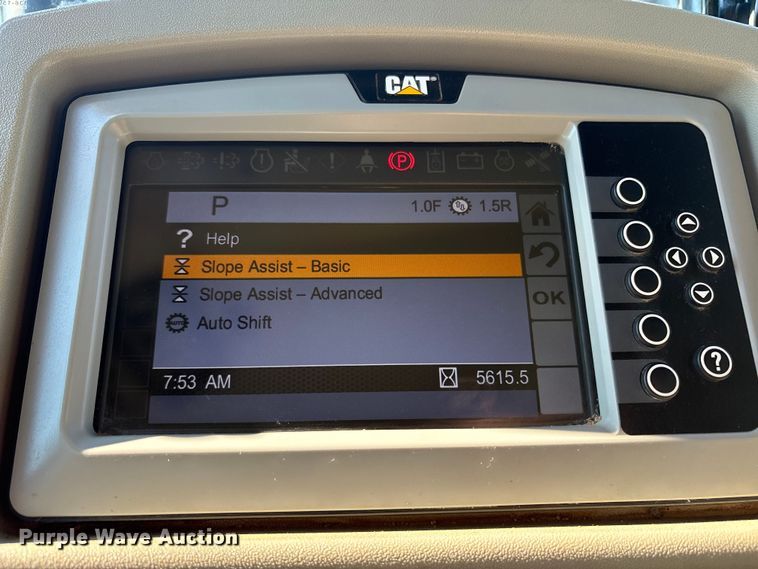 CAT
P
P 1.0F 1.5R
? Help
Slope Assist – Basic
Slope Assist – Advanced
AUTO Auto Shift
OK
7:53 AM 5615.5
?
Purple Wave Auction